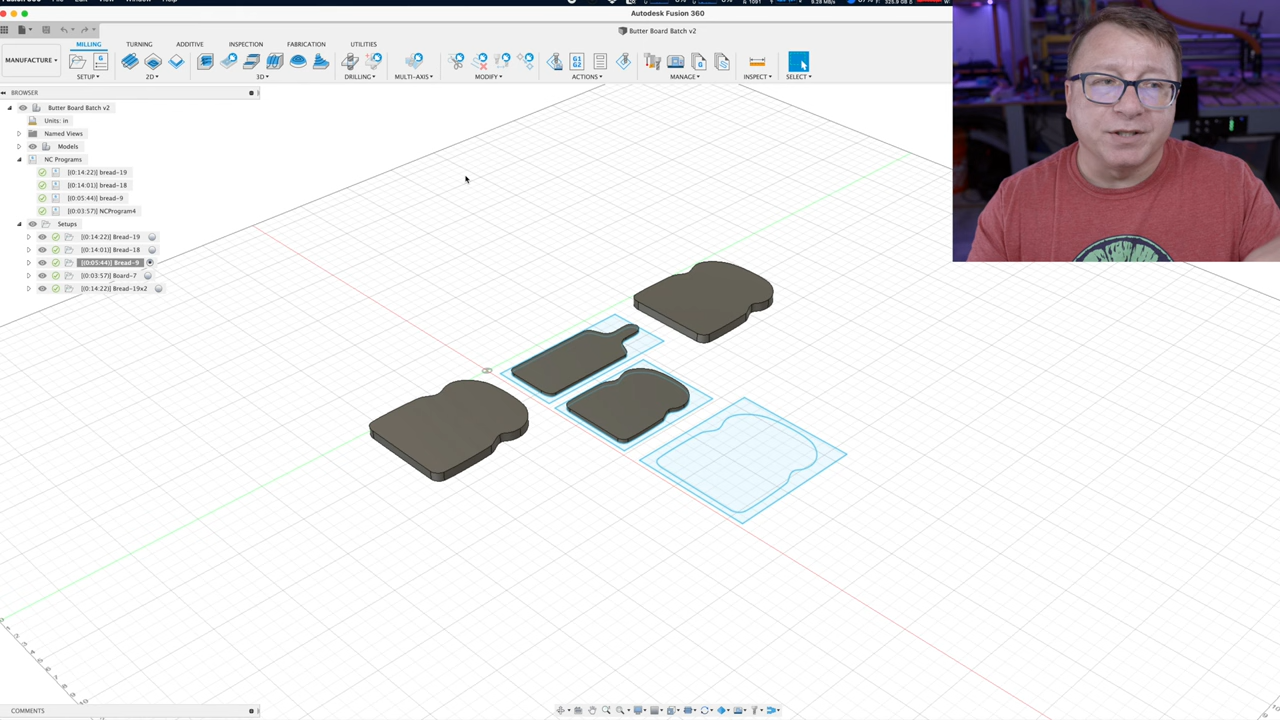 Autodesk Fusion 360
Butter Board Batch v2
MILLING TURNING ADDITIVE INSPECTION FABRICATION UTILITIES
MANUFACTURE
SETUP 2D 3D DRILLING MULTI-AXIS MODIFY ACTIONS MANAGE INSPECT SELECT
G1
G2
BROWSER
Butter Board Batch v2
Units: in
Named Views
Models
NC Programs
[(0:14:22)] bread-19
[(0:14:01)] bread-18
[(0:05:44)] bread-9
[(0:03:57)] NCProgram4
Setups
[(0:14:22)] Bread-19
[(0:14:01)] Bread-18
[(0:05:44)] Bread-9
[(0:03:57)] Board-7
[(0:14:22)] Bread-19x2
COMMENTS